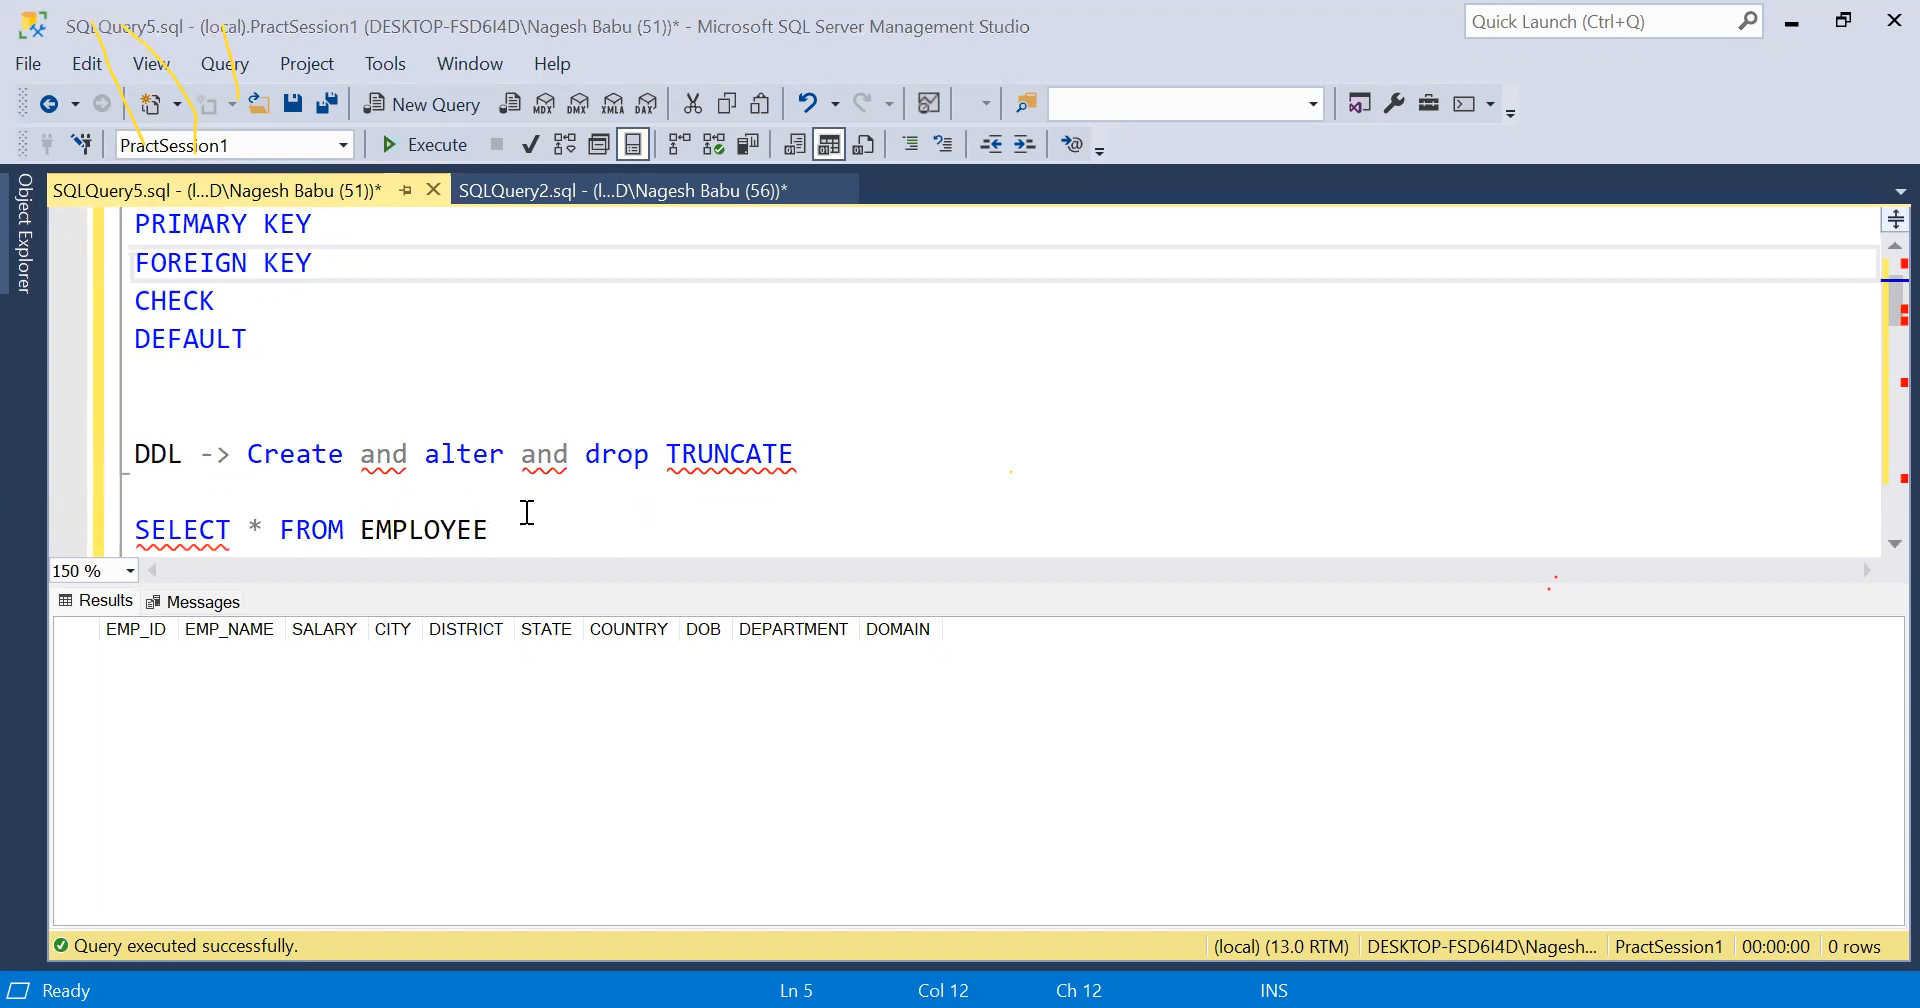 SQLQuery5.sql - (local).PractSession1 (DESKTOP-FSD6I4D\Nagesh Babu (51))* - Microsoft SQL Server Management Studio
Quick Launch (Ctrl+Q)
File Edit View Query Project Tools Window Help
New Query MDX DMX XMLA DAX
PractSession1 Execute
SQLQuery5.sql - (l...D\Nagesh Babu (51))* SQLQuery2.sql - (l...D\Nagesh Babu (56))*
Object Explorer
PRIMARY KEY
FOREIGN KEY
CHECK
DEFAULT
DDL -> Create and alter and drop TRUNCATE
SELECT * FROM EMPLOYEE
150 %
Results Messages
EMP_ID EMP_NAME SALARY CITY DISTRICT STATE COUNTRY DOB DEPARTMENT DOMAIN
Query executed successfully. (local) (13.0 RTM) DESKTOP-FSD6I4D\Nagesh... PractSession1 00:00:00 0 rows
Ready Ln 5 Col 12 Ch 12 INS